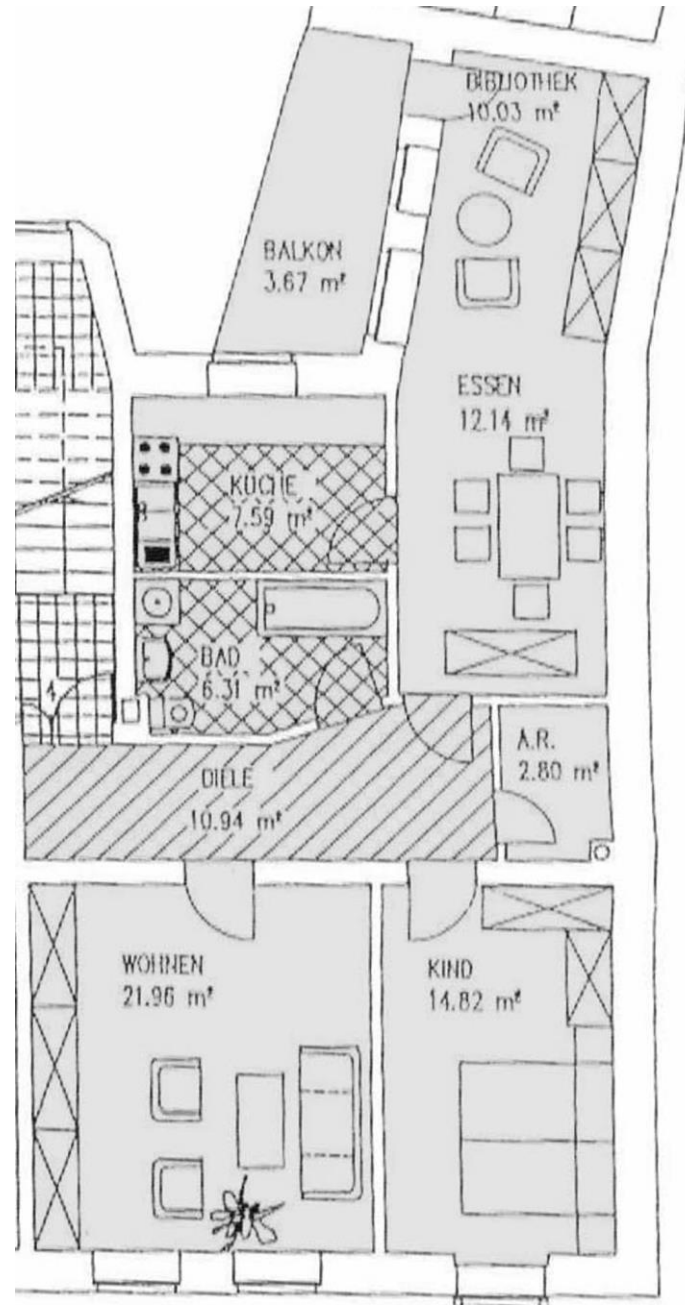 BIBLIOTHEK
10.03 m²
BALKON
3.67 m²
ESSEN
12.14 m²
KÜCHE
7.59 m²
BAD
6.31 m²
4
A.R.
2.80 m²
DIELE
10.94 m²
WOHNEN
21.96 m²
KIND
14.82 m²